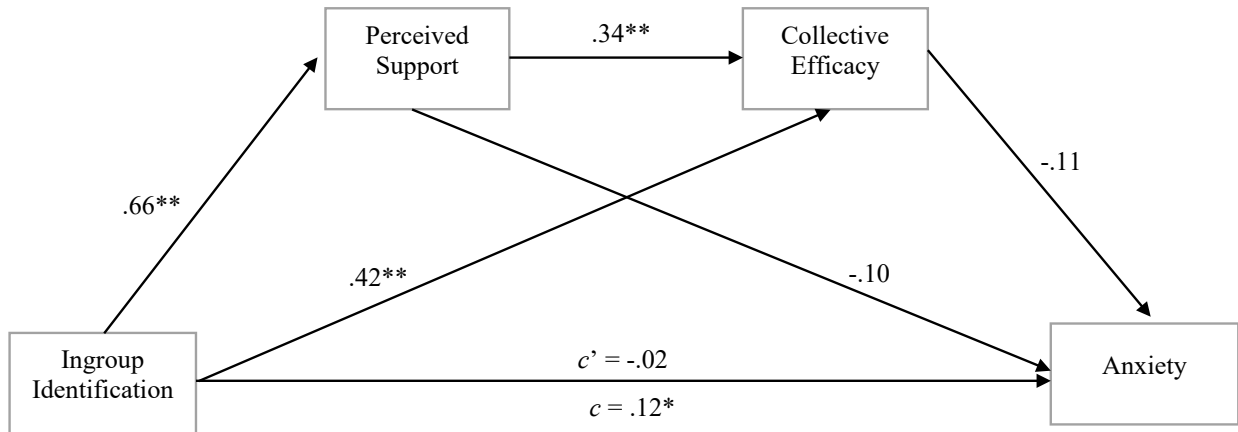 Perceived
Support
.34**
Collective
Efficacy
.66**
.42**
-.10
-.11
Ingroup
Identification
c’ = -.02
c = .12*
Anxiety